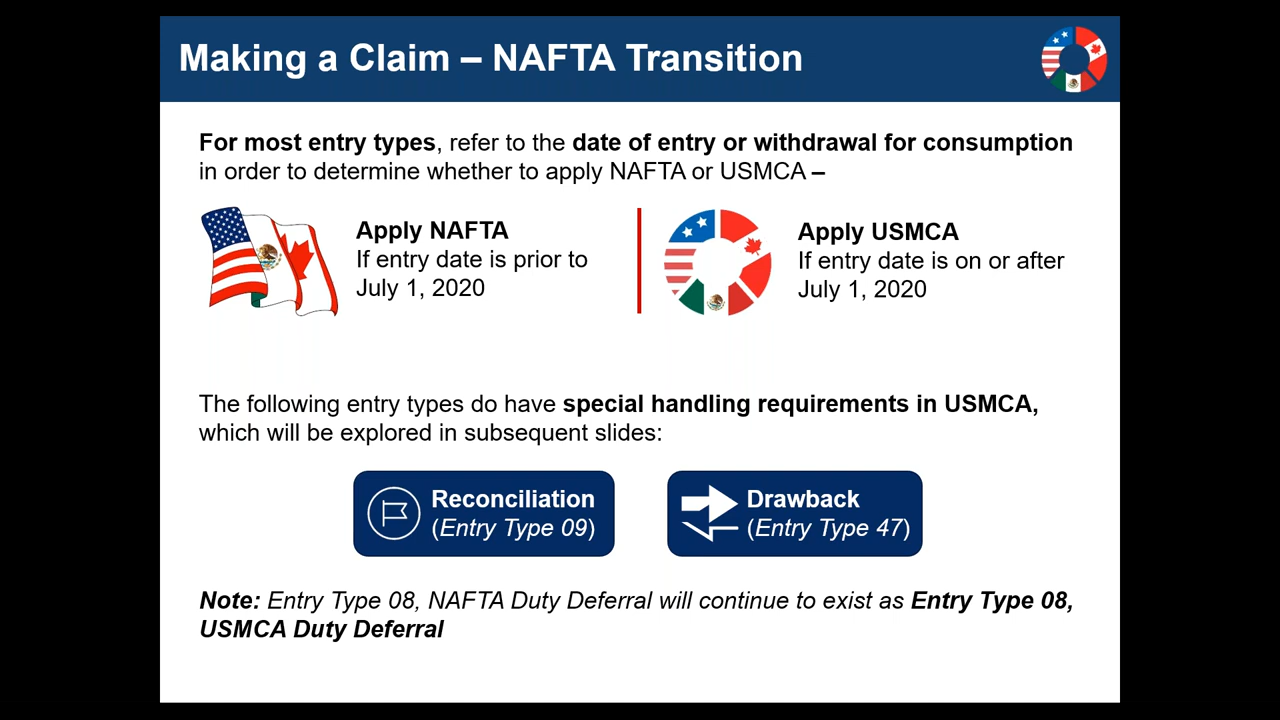 Making a Claim – NAFTA Transition
For most entry types, refer to the date of entry or withdrawal for consumption
in order to determine whether to apply NAFTA or USMCA –
Apply NAFTA
If entry date is prior to
July 1, 2020
Apply USMCA
If entry date is on or after
July 1, 2020
The following entry types do have special handling requirements in USMCA,
which will be explored in subsequent slides:
Reconciliation
(Entry Type 09)
Drawback
(Entry Type 47)
Note: Entry Type 08, NAFTA Duty Deferral will continue to exist as Entry Type 08,
USMCA Duty Deferral